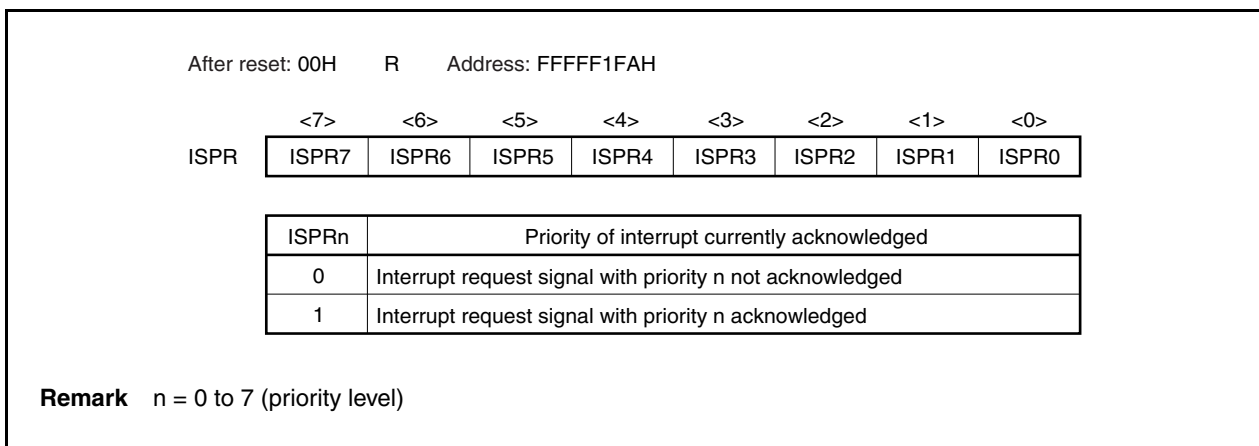 After reset: 00H R Address: FFFFF1FAH
<7> <6> <5> <4> <3> <2> <1> <0>
ISPR ISPR7 ISPR6 ISPR5 ISPR4 ISPR3 ISPR2 ISPR1 ISPR0
ISPRn Priority of interrupt currently acknowledged
0 Interrupt request signal with priority n not acknowledged
1 Interrupt request signal with priority n acknowledged
Remark n = 0 to 7 (priority level)